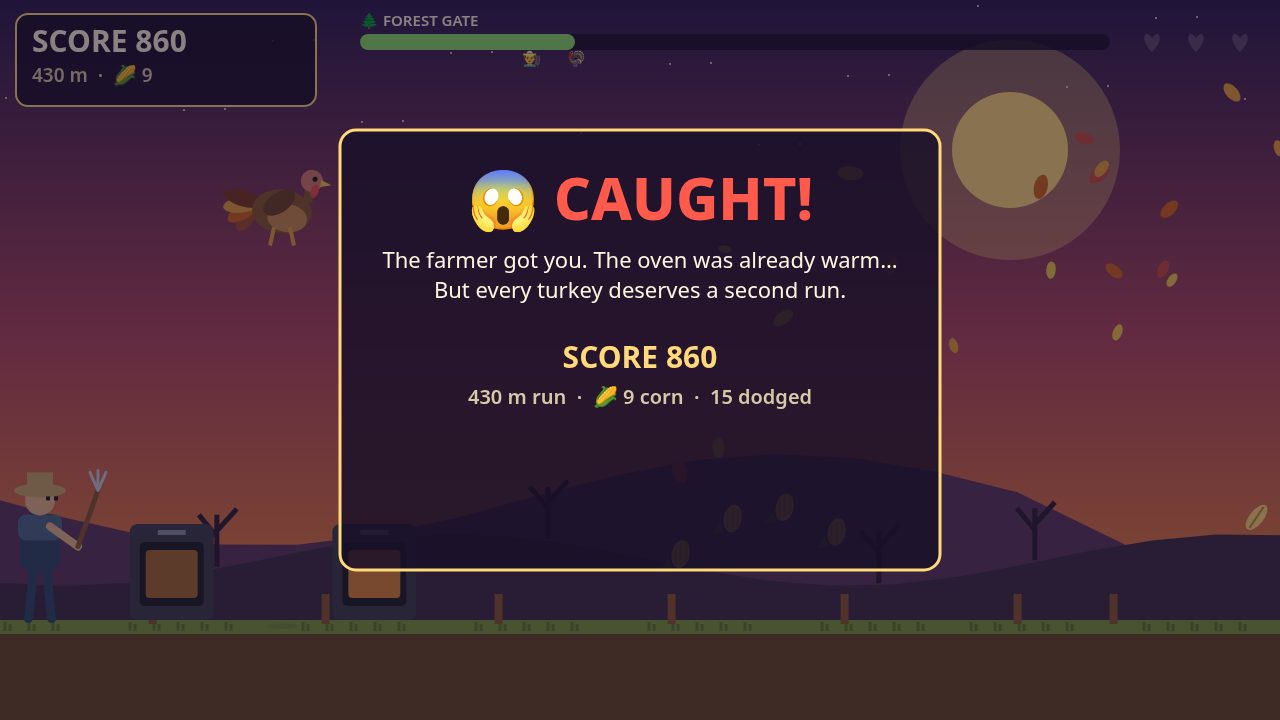 SCORE 860
430 m · 🌽 9
🌲 FOREST GATE
😱 CAUGHT!
The farmer got you. The oven was already warm…
But every turkey deserves a second run.
SCORE 860
430 m run · 🌽 9 corn · 15 dodged